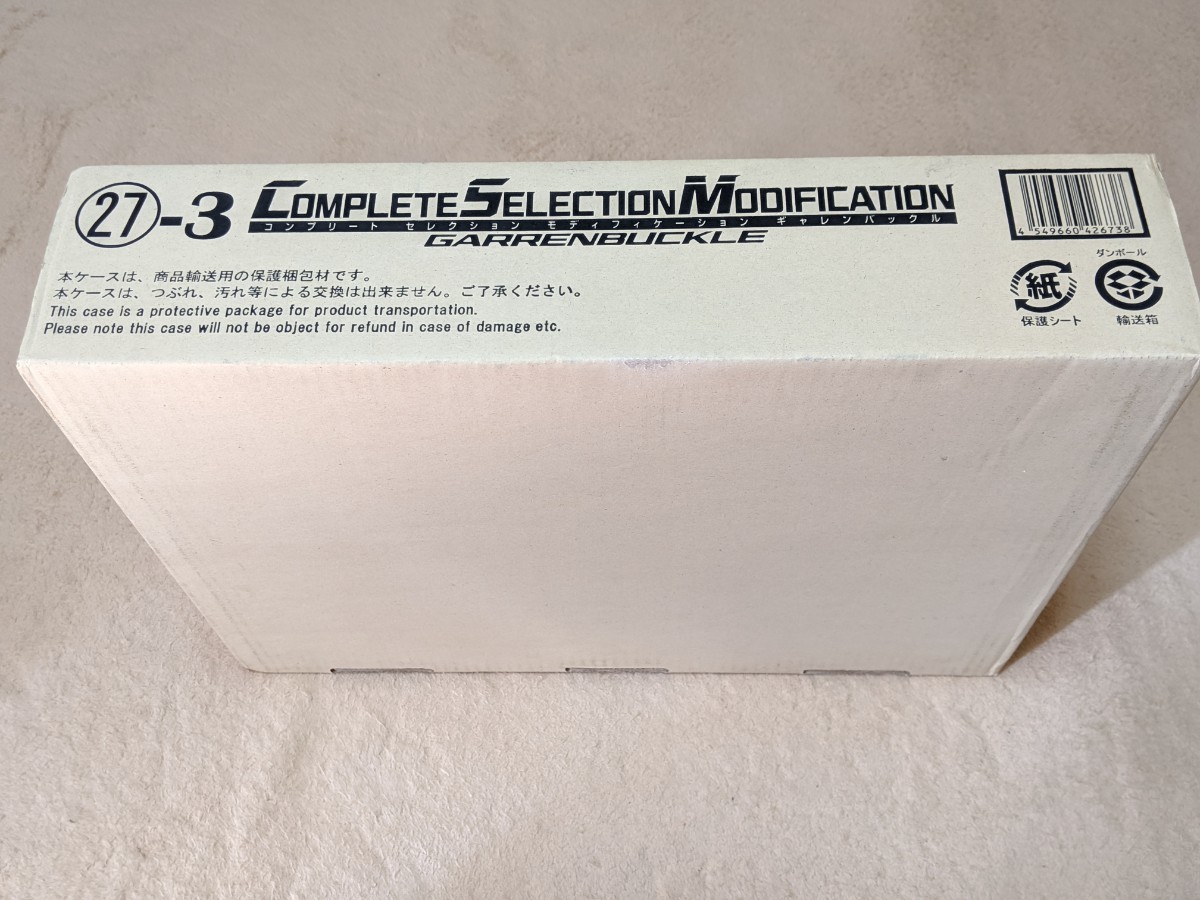 ㉗-3 COMPLETE SELECTION MODIFICATION
コンプリート セレクション モディフィケーション ギャレンバックル
GARRENBUCKLE
本ケースは、商品輸送用の保護梱包材です。
本ケースは、つぶれ、汚れ等による交換は出来ません。ご了承ください。
This case is a protective package for product transportation.
Please note this case will not be object for refund in case of damage etc.
4 549660 426738
紙
保護シート
ダンボール
輸送箱